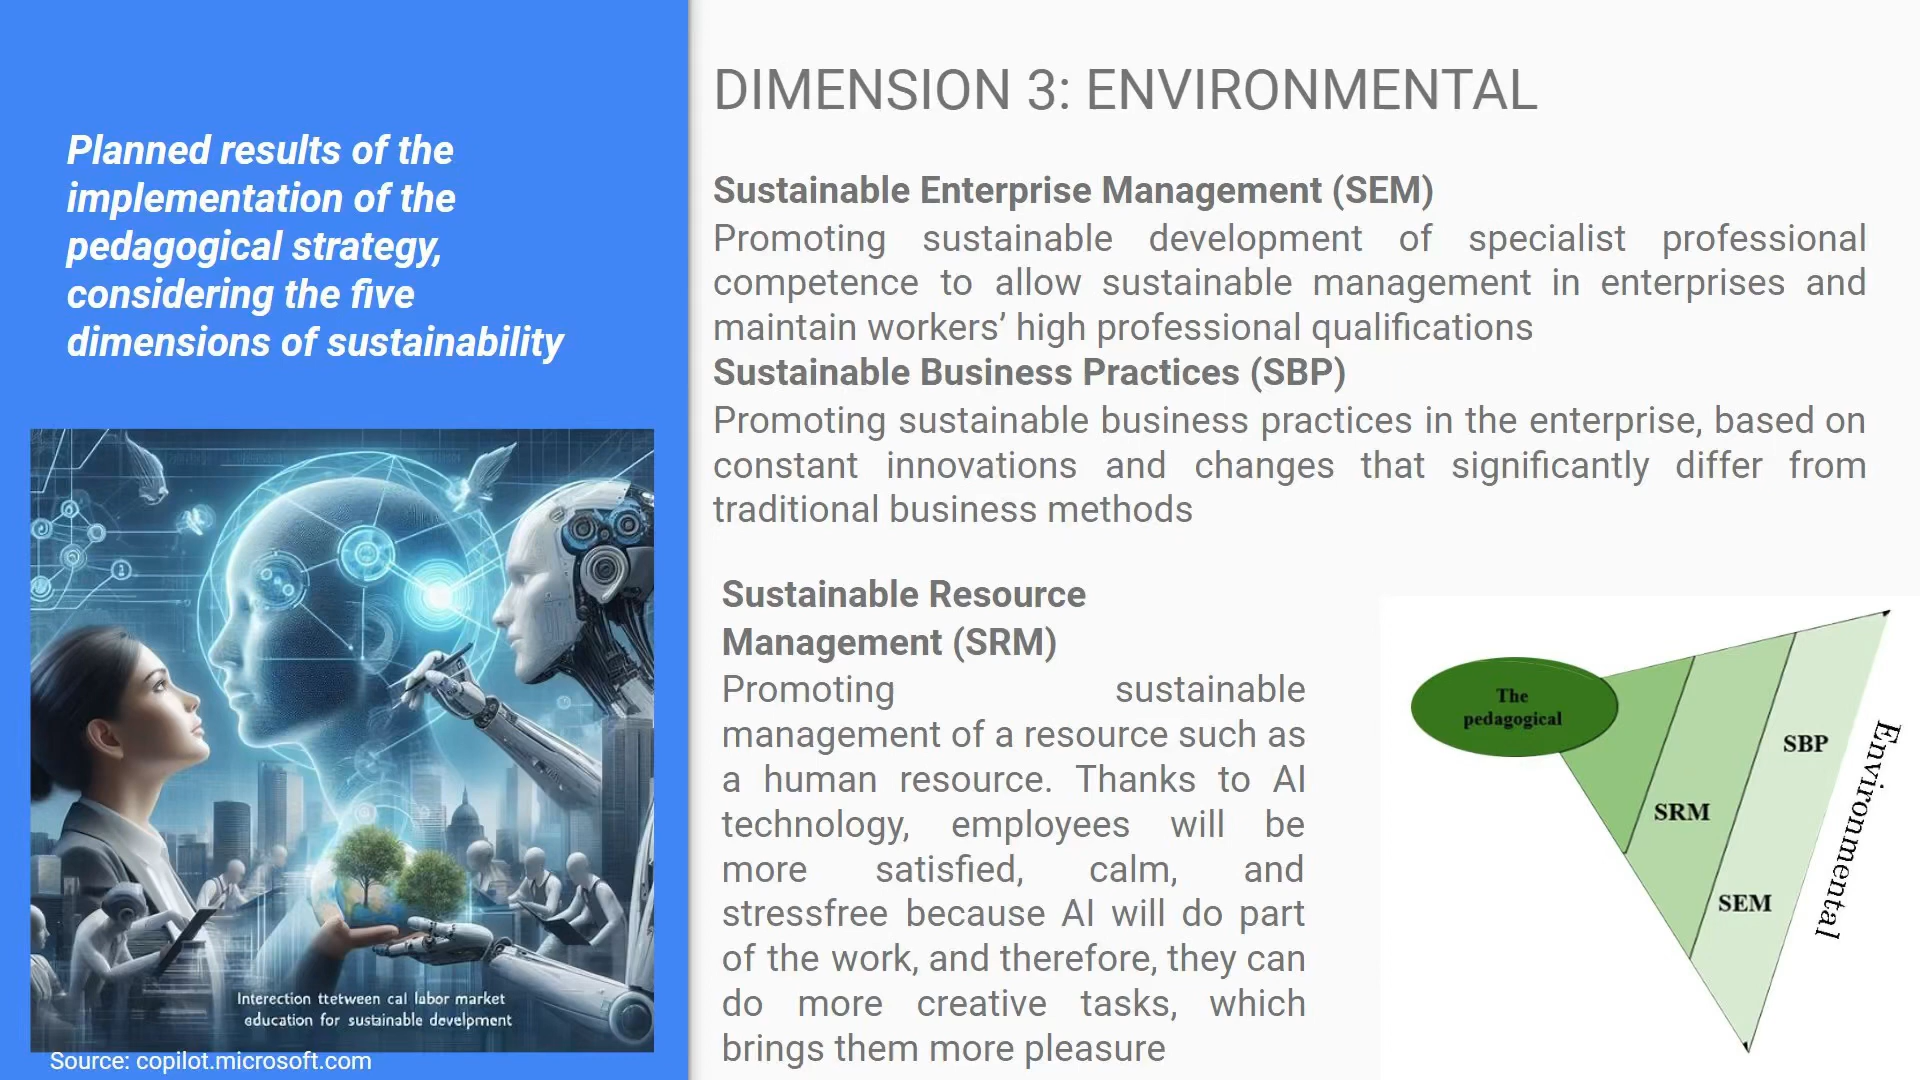 Planned results of the
implementation of the
pedagogical strategy,
considering the five
dimensions of sustainability
Interection ttetween cal labor market
education for sustainable develpment
Source: copilot.microsoft.com
DIMENSION 3: ENVIRONMENTAL
Sustainable Enterprise Management (SEM)
Promoting sustainable development of specialist professional
competence to allow sustainable management in enterprises and
maintain workers’ high professional qualifications
Sustainable Business Practices (SBP)
Promoting sustainable business practices in the enterprise, based on
constant innovations and changes that significantly differ from
traditional business methods
Sustainable Resource
Management (SRM)
Promoting sustainable
management of a resource such as
a human resource. Thanks to AI
technology, employees will be
more satisfied, calm, and
stressfree because AI will do part
of the work, and therefore, they can
do more creative tasks, which
brings them more pleasure
The
pedagogical
SBP
SRM
SEM
Environmental